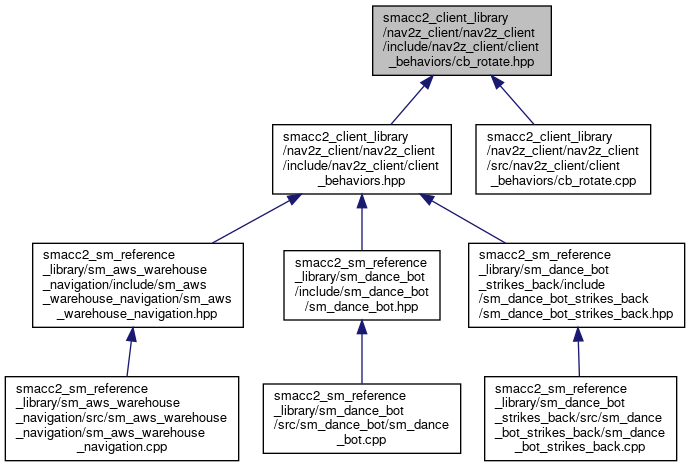 smacc2_client_library
/nav2z_client/nav2z_client
/include/nav2z_client/client
_behaviors/cb_rotate.hpp
smacc2_client_library
/nav2z_client/nav2z_client
/include/nav2z_client/client
_behaviors.hpp
smacc2_client_library
/nav2z_client/nav2z_client
/src/nav2z_client/client
_behaviors/cb_rotate.cpp
smacc2_sm_reference
_library/sm_aws_warehouse
_navigation/include/sm_aws
_warehouse_navigation/sm_aws
_warehouse_navigation.hpp
smacc2_sm_reference
_library/sm_dance_bot
/include/sm_dance_bot
/sm_dance_bot.hpp
smacc2_sm_reference
_library/sm_dance_bot
_strikes_back/include
/sm_dance_bot_strikes_back
/sm_dance_bot_strikes_back.hpp
smacc2_sm_reference
_library/sm_aws_warehouse
_navigation/src/sm_aws_warehouse
_navigation/sm_aws_warehouse
_navigation.cpp
smacc2_sm_reference
_library/sm_dance_bot
/src/sm_dance_bot/sm_dance
_bot.cpp
smacc2_sm_reference
_library/sm_dance_bot
_strikes_back/src/sm_dance
_bot_strikes_back/sm_dance
_bot_strikes_back.cpp